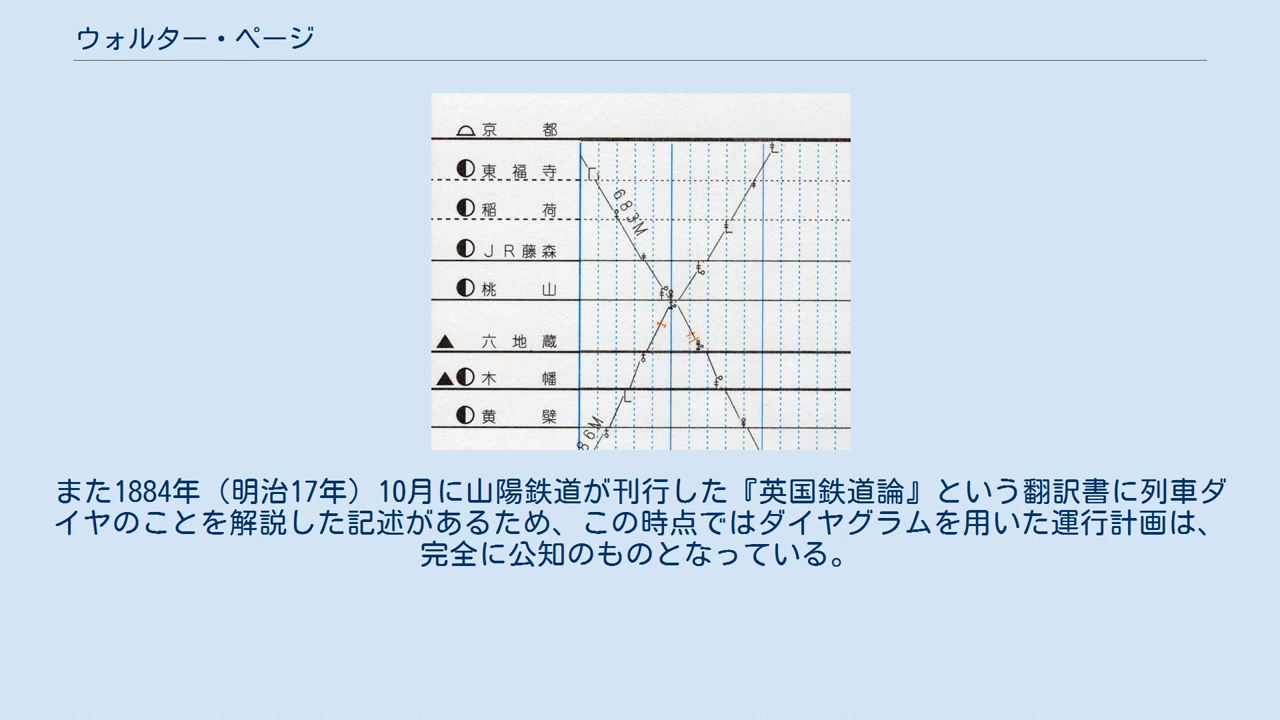 ウォルター・ページ
京都
東福寺
稲荷
JR藤森
桃山
六地蔵
木幡
黄檗
683M
86M
また1884年（明治17年）10月に山陽鉄道が刊行した『英国鉄道論』という翻訳書に列車ダ
イヤのことを解説した記述があるため、この時点ではダイヤグラムを用いた運行計画は、
完全に公知のものとなっている。